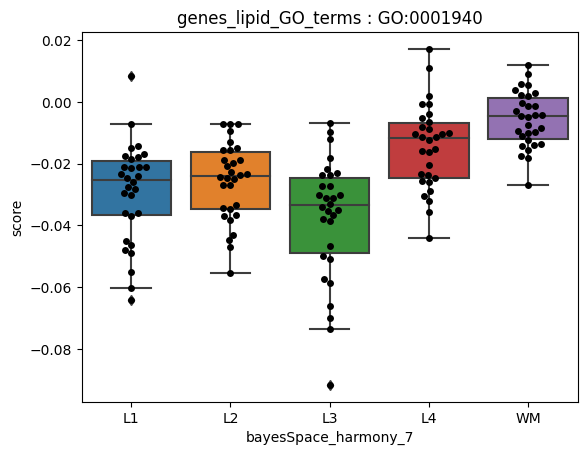 genes_lipid_GO_terms : GO:0001940
0.02
0.00
−0.02
−0.04
−0.06
−0.08
score
L1 L2 L3 L4 WM
bayesSpace_harmony_7